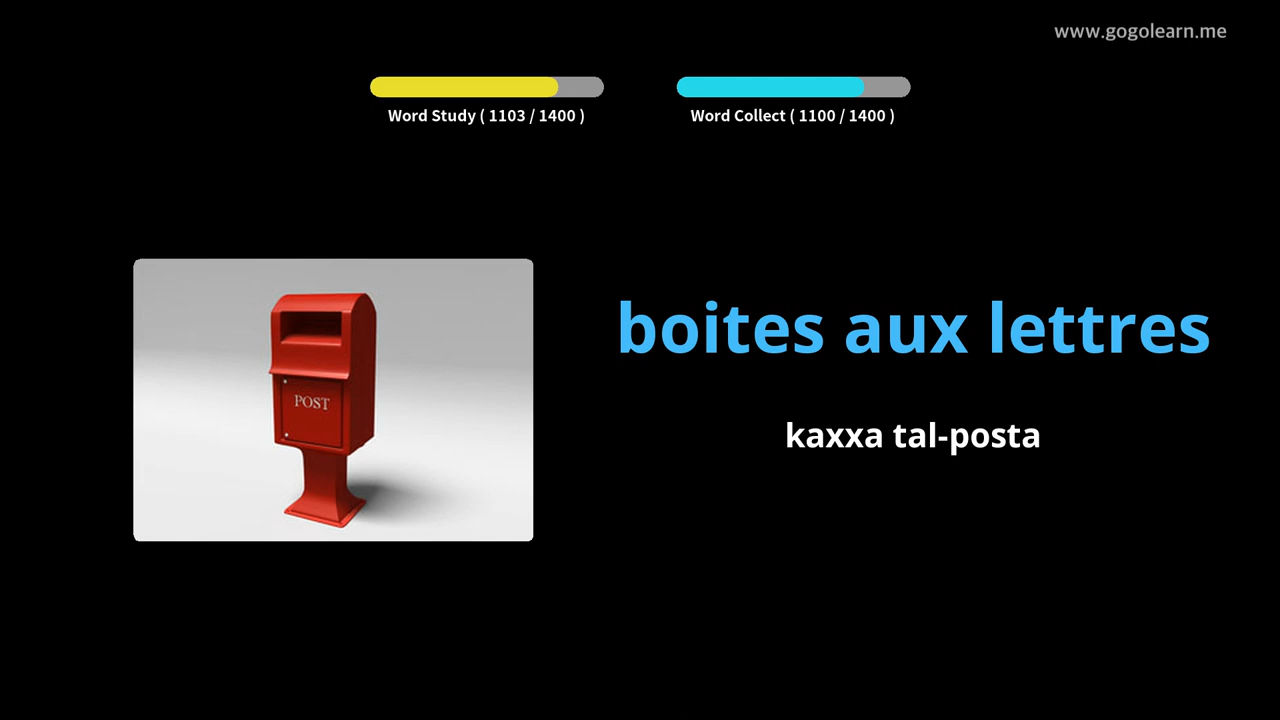 www.gogolearn.me
Word Study ( 1103 / 1400 )
Word Collect ( 1100 / 1400 )
POST
boites aux lettres
kaxxa tal-posta